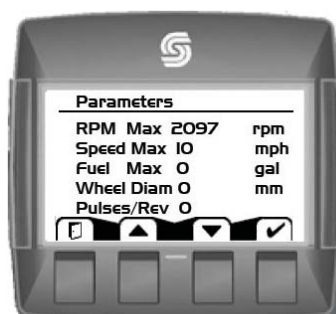 Parameters
RPM Max 2097 rpm
Speed Max 10 mph
Fuel Max 0 gal
Wheel Diam 0 mm
Pulses/Rev 0